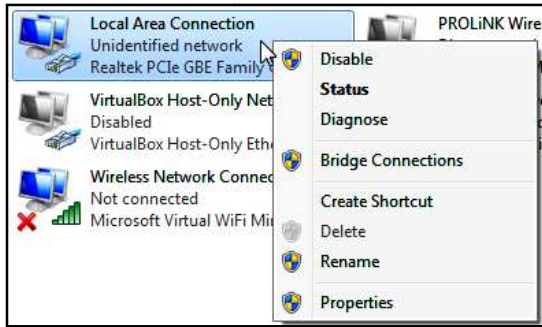 Local Area Connection
Unidentified network
Realtek PCIe GBE Family
VirtualBox Host-Only Net
Disabled
VirtualBox Host-Only Eth
Wireless Network Connec
Not connected
Microsoft Virtual WiFi Mi
PROLiNK Wire
Disable
Status
Diagnose
Bridge Connections
Create Shortcut
Delete
Rename
Properties